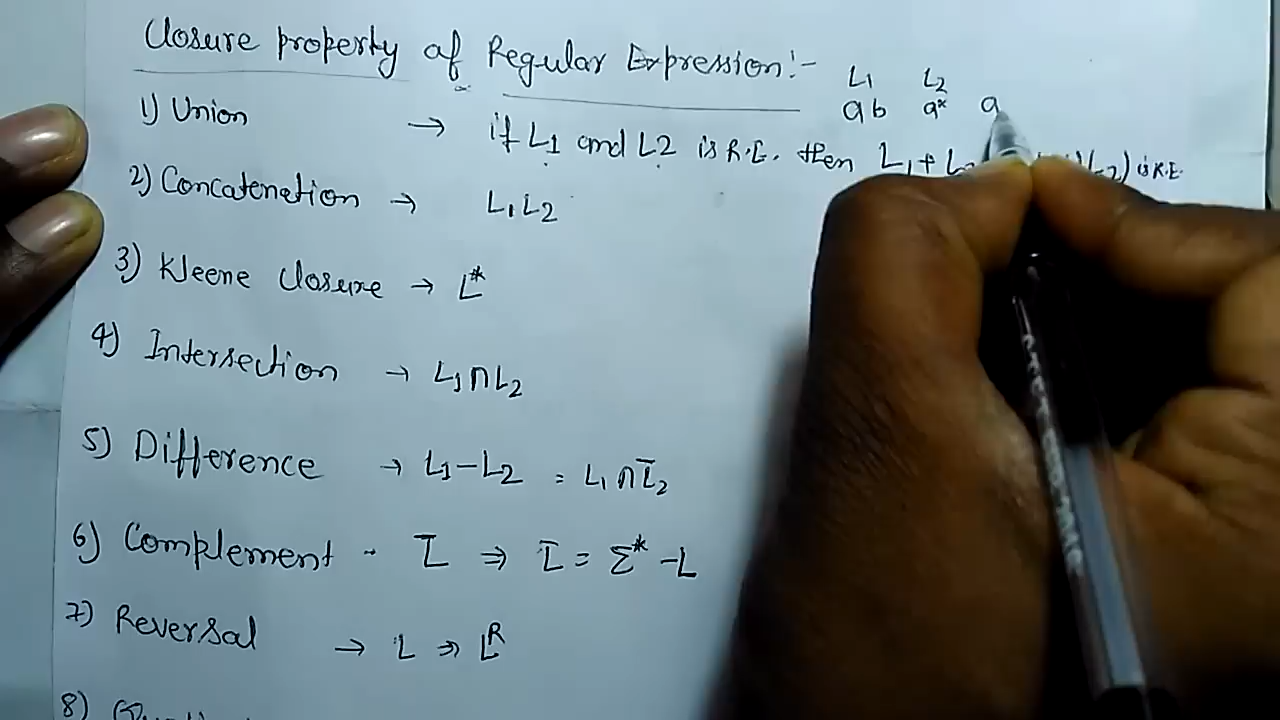 Closure property of Regular Expression:-
L1 L2
ab a* a
1) Union → if L1 and L2 is R.E. then L1 + L2) is R.E.
2) Concatenetion → L1L2
3) Kleene closure → L*
4) Intersection → L1∩L2
5) Difference → L1-L2 = L1∩L̅2
6) Complement - L̅ ⇒ L̅ = Σ* -L
7) Reversal → L ⇒ L^R
8)